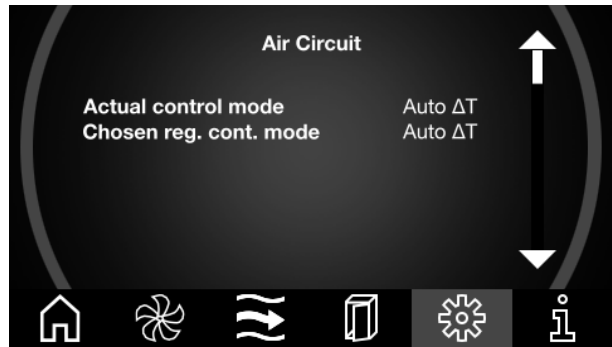 Air Circuit
Actual control mode Auto ΔT
Chosen reg. cont. mode Auto ΔT